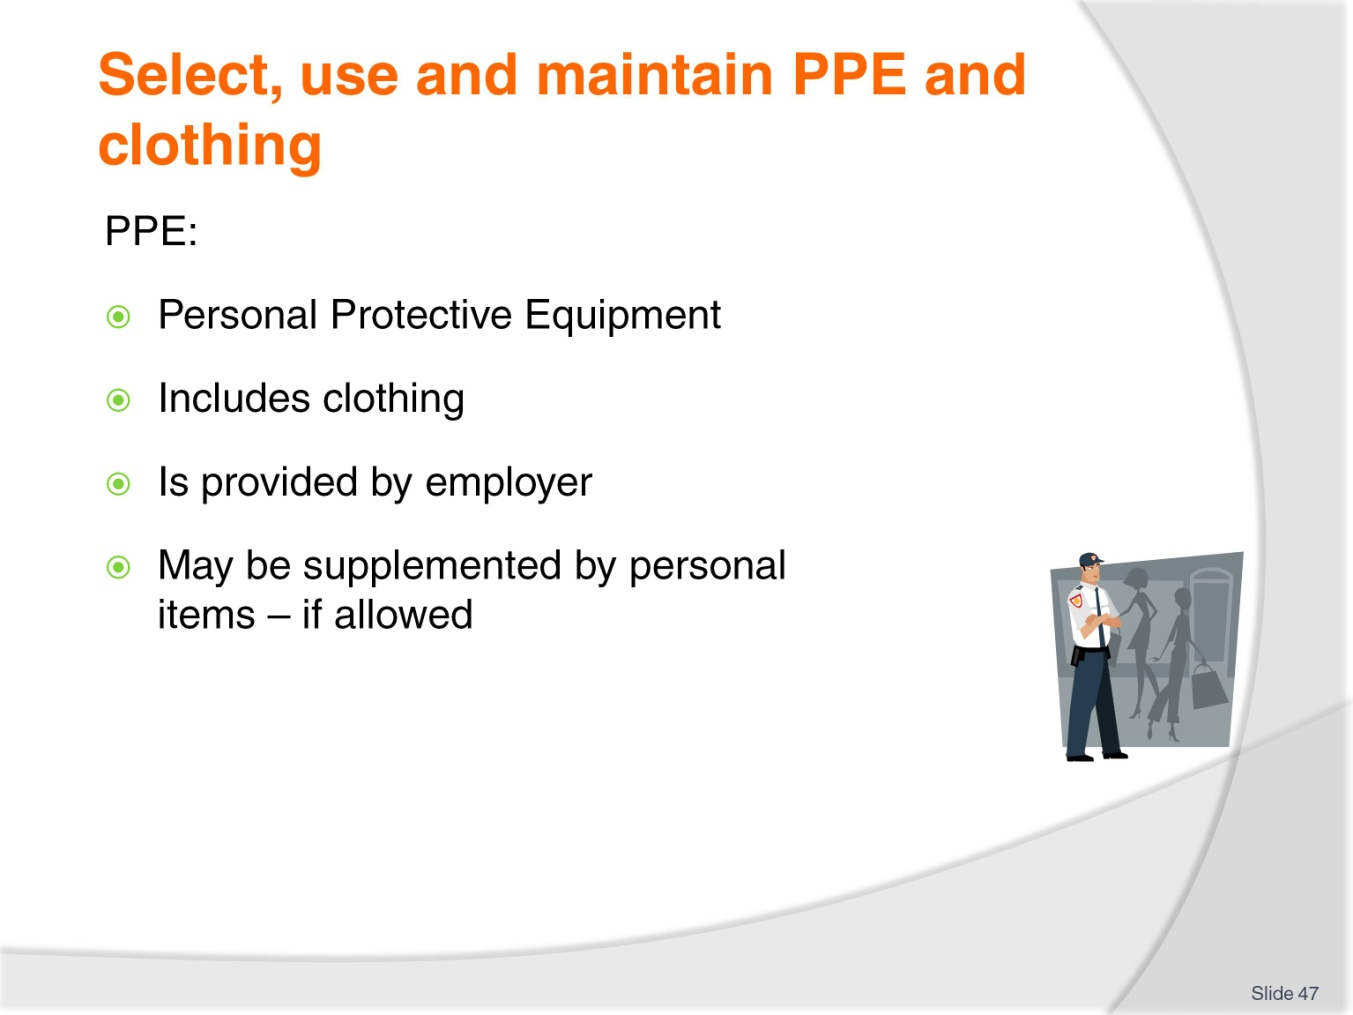 Select, use and maintain PPE and
clothing
PPE:
Personal Protective Equipment
Includes clothing
Is provided by employer
May be supplemented by personal
items – if allowed
Slide 47